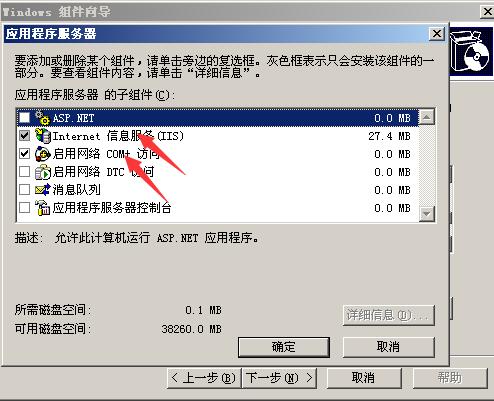 Windows 组件向导
应用程序服务器
要添加或删除某个组件，请单击旁边的复选框。灰色框表示只会安装该组件的一
部分。要查看组件内容，请单击“详细信息”。
应用程序服务器 的子组件(C):
ASP.NET 0.0 MB
Internet 信息服务(IIS) 27.4 MB
启用网络 COM+ 访问 0.0 MB
启用网络 DTC 访问 0.0 MB
消息队列 0.0 MB
应用程序服务器控制台 0.0 MB
描述: 允许此计算机运行 ASP.NET 应用程序。
所需磁盘空间: 0.1 MB
可用磁盘空间: 38260.0 MB
详细信息(D)...
确定 取消
< 上一步(B) 下一步(N) > 取消 帮助